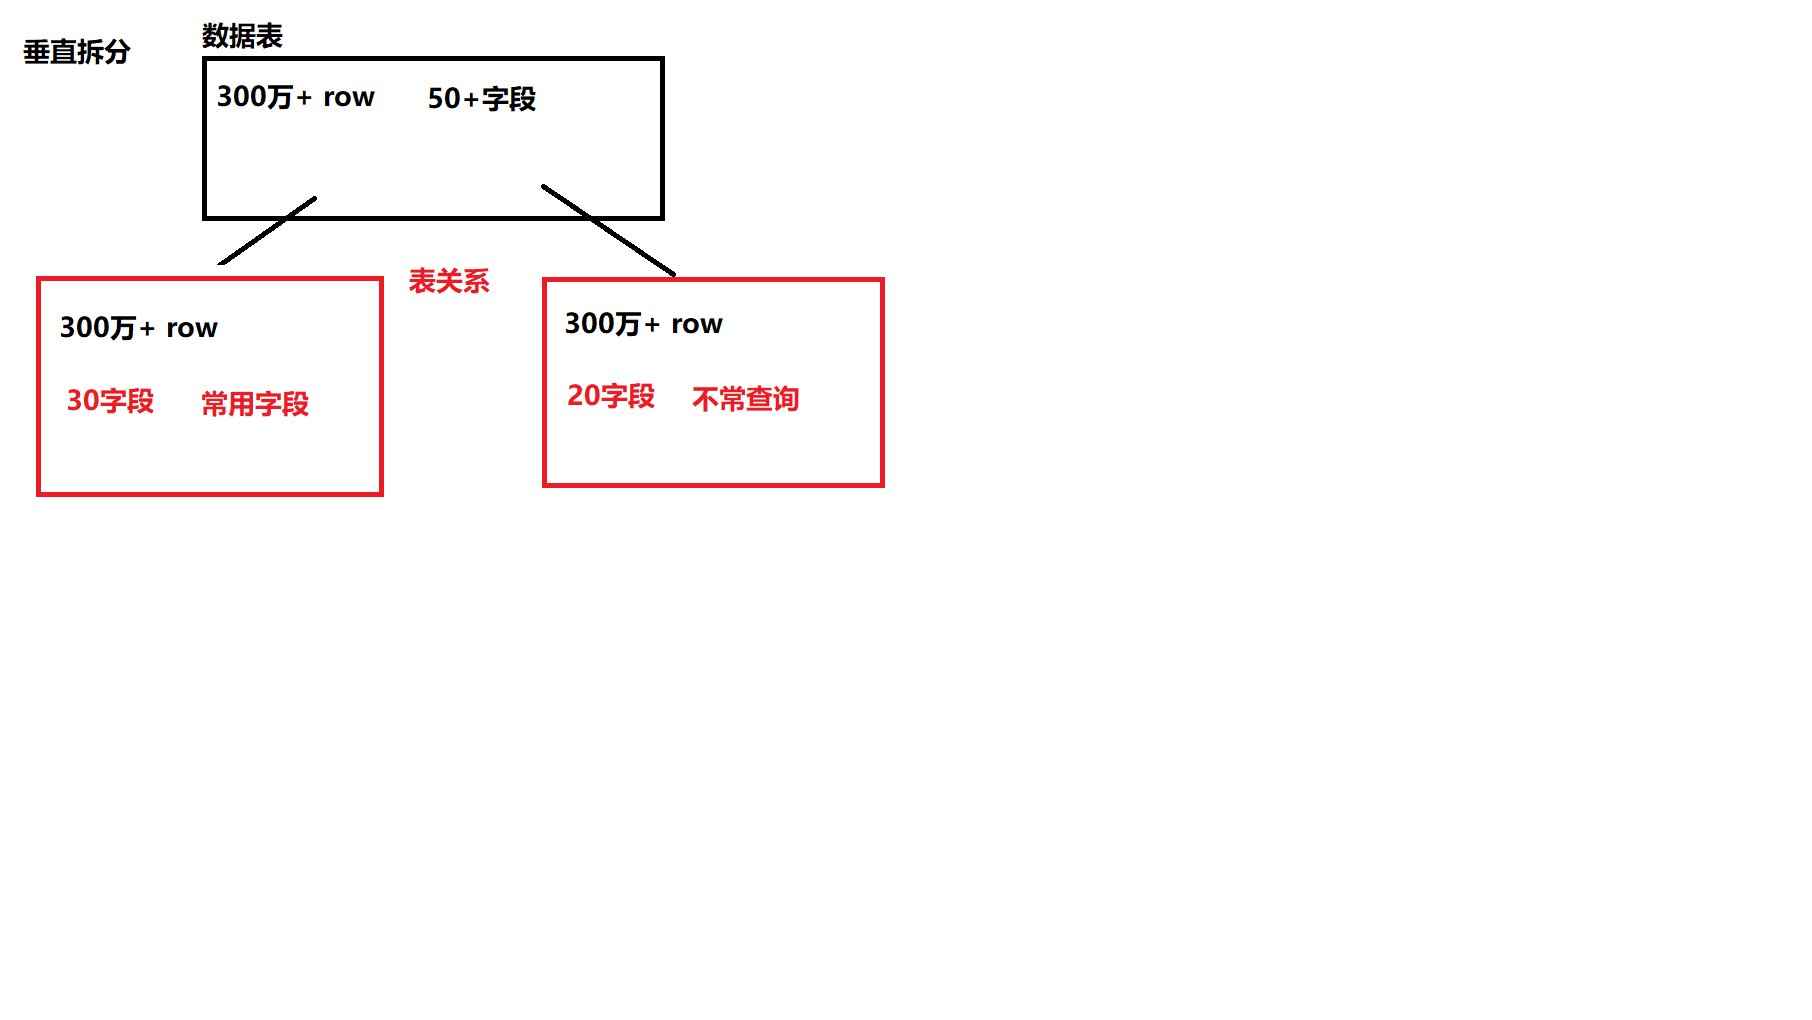 垂直拆分
数据表
300万+ row 50+字段
表关系
300万+ row
30字段 常用字段
300万+ row
20字段 不常查询